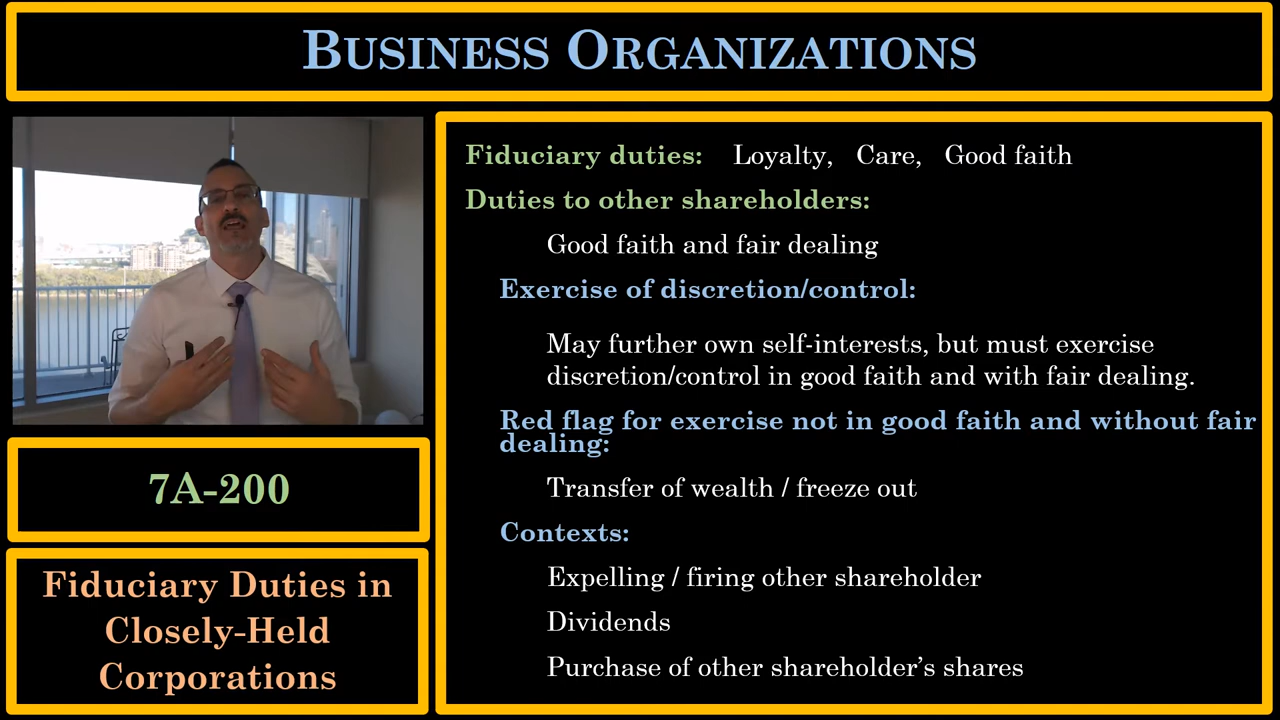 BUSINESS ORGANIZATIONS
Fiduciary duties: Loyalty, Care, Good faith
Duties to other shareholders:
Good faith and fair dealing
Exercise of discretion/control:
May further own self-interests, but must exercise
discretion/control in good faith and with fair dealing.
Red flag for exercise not in good faith and without fair
dealing:
Transfer of wealth / freeze out
Contexts:
Expelling / firing other shareholder
Dividends
Purchase of other shareholder’s shares
7A-200
Fiduciary Duties in
Closely-Held
Corporations